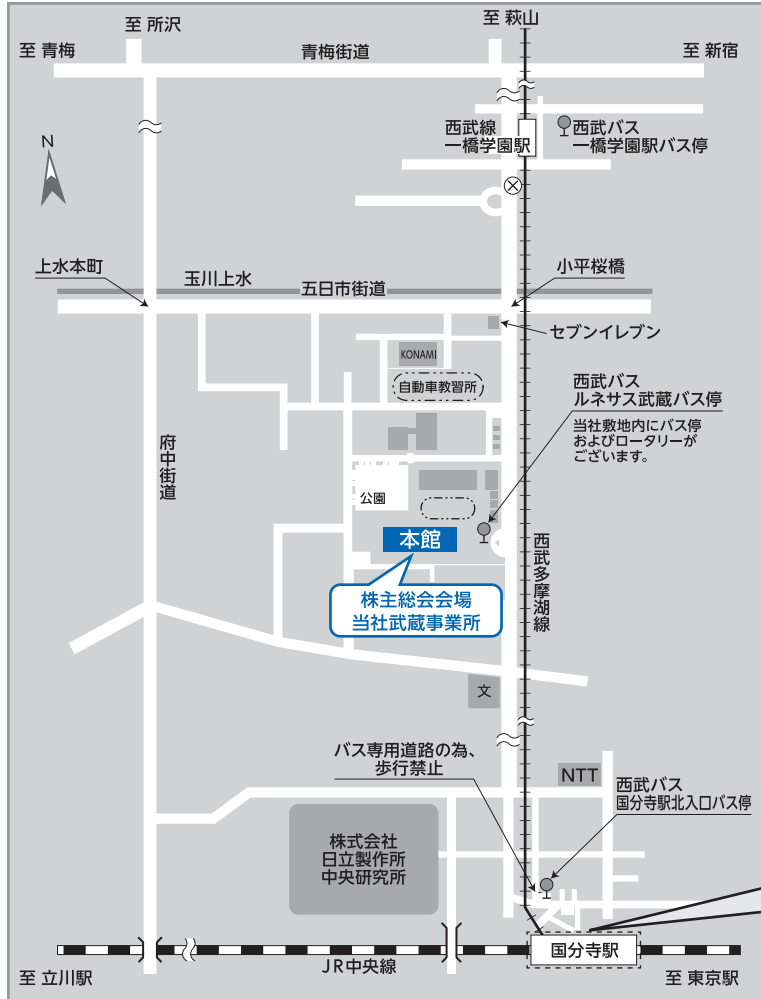 至 萩山
至 所沢
至 青梅
青梅街道
至 新宿
西武線
一橋学園駅
西武バス
一橋学園駅バス停
N
上水本町
玉川上水
五日市街道
小平桜橋
セブンイレブン
KONAMI
自動車教習所
西武バス
ルネサス武蔵バス停
当社敷地内にバス停
およびロータリーが
ございます。
府中街道
公園
本館
西武多摩湖線
株主総会会場
当社武蔵事業所
文
バス専用道路の為、
歩行禁止
NTT
西武バス
国分寺駅北入口バス停
株式会社
日立製作所
中央研究所
国分寺駅
JR中央線
至 立川駅
至 東京駅